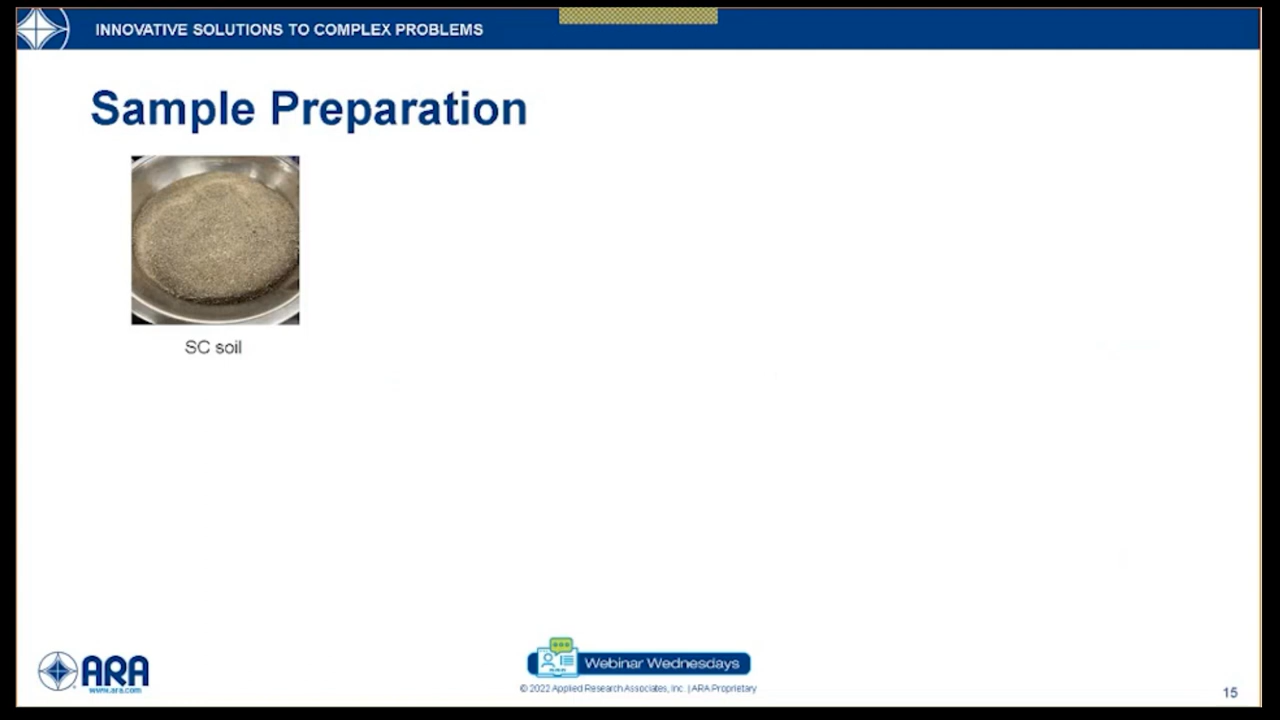 INNOVATIVE SOLUTIONS TO COMPLEX PROBLEMS
Sample Preparation
SC soil
ARA
www.ara.com
Webinar Wednesdays
© 2022 Applied Research Associates, Inc. | ARA Proprietary
15